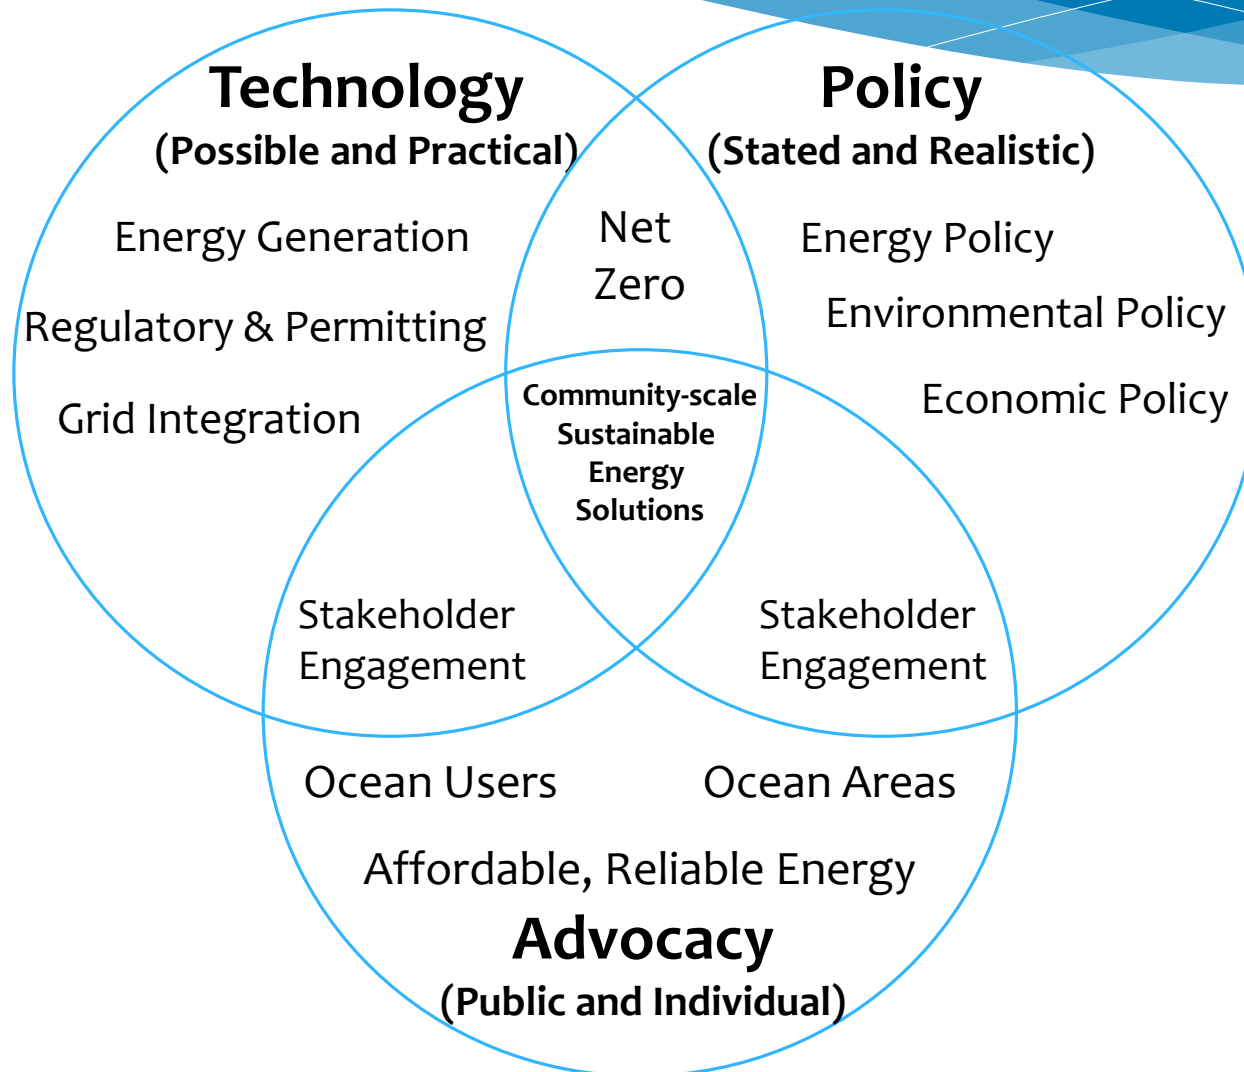 Technology
(Possible and Practical)
Energy Generation
Regulatory & Permitting
Grid Integration
Net
Zero
Policy
(Stated and Realistic)
Energy Policy
Environmental Policy
Economic Policy
Community-scale
Sustainable
Energy
Solutions
Stakeholder
Engagement
Stakeholder
Engagement
Ocean Users
Ocean Areas
Affordable, Reliable Energy
Advocacy
(Public and Individual)